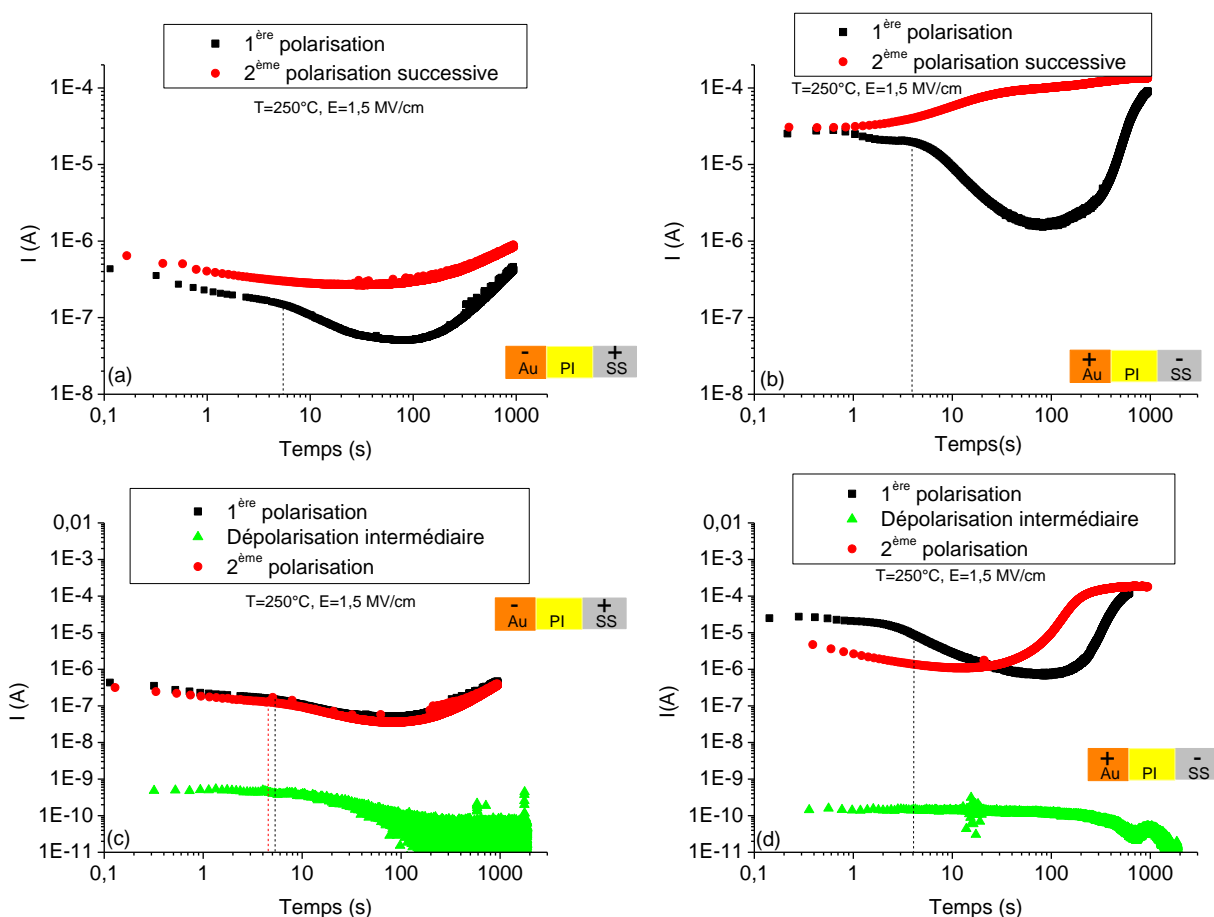 1ère polarisation
2ème polarisation successive
T=250°C, E=1,5 MV/cm
1E-4
1E-5
1E-6
1E-7
1E-8
I (A)
- +
Au PI SS
(a)
0,1 1 10 100 1000
Temps (s)
1ère polarisation
2ème polarisation successive
T=250°C, E=1,5 MV/cm
1E-4
1E-5
1E-6
1E-7
1E-8
I (A)
+ -
Au PI SS
(b)
0,1 1 10 100 1000
Temps(s)
1ère polarisation
Dépolarisation intermédiaire
2ème polarisation
T=250°C, E=1,5 MV/cm
0,01
1E-3
1E-4
1E-5
1E-6
1E-7
1E-8
1E-9
1E-10
1E-11
I (A)
- +
Au PI SS
(c)
0,1 1 10 100 1000
Temps (s)
1ère polarisation
Dépolarisation intermédiaire
2ème polarisation
T=250°C, E=1,5 MV/cm
0,01
1E-3
1E-4
1E-5
1E-6
1E-7
1E-8
1E-9
1E-10
1E-11
I(A)
+ -
Au PI SS
(d)
0,1 1 10 100 1000
Temps (s)